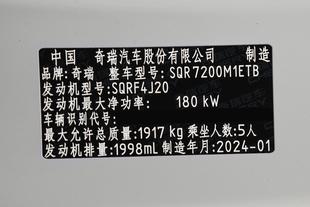 中国 奇瑞汽车股份有限公司 制造
品牌：奇瑞 整车型号：SQR7200M1ETB
发动机型号：SQRF4J20
发动机最大净功率： 180 kW
车辆识别代号：
最大允许总质量：1917 kg 乘坐人数：5人
发动机排量：1998mL 制造年月：2024-01